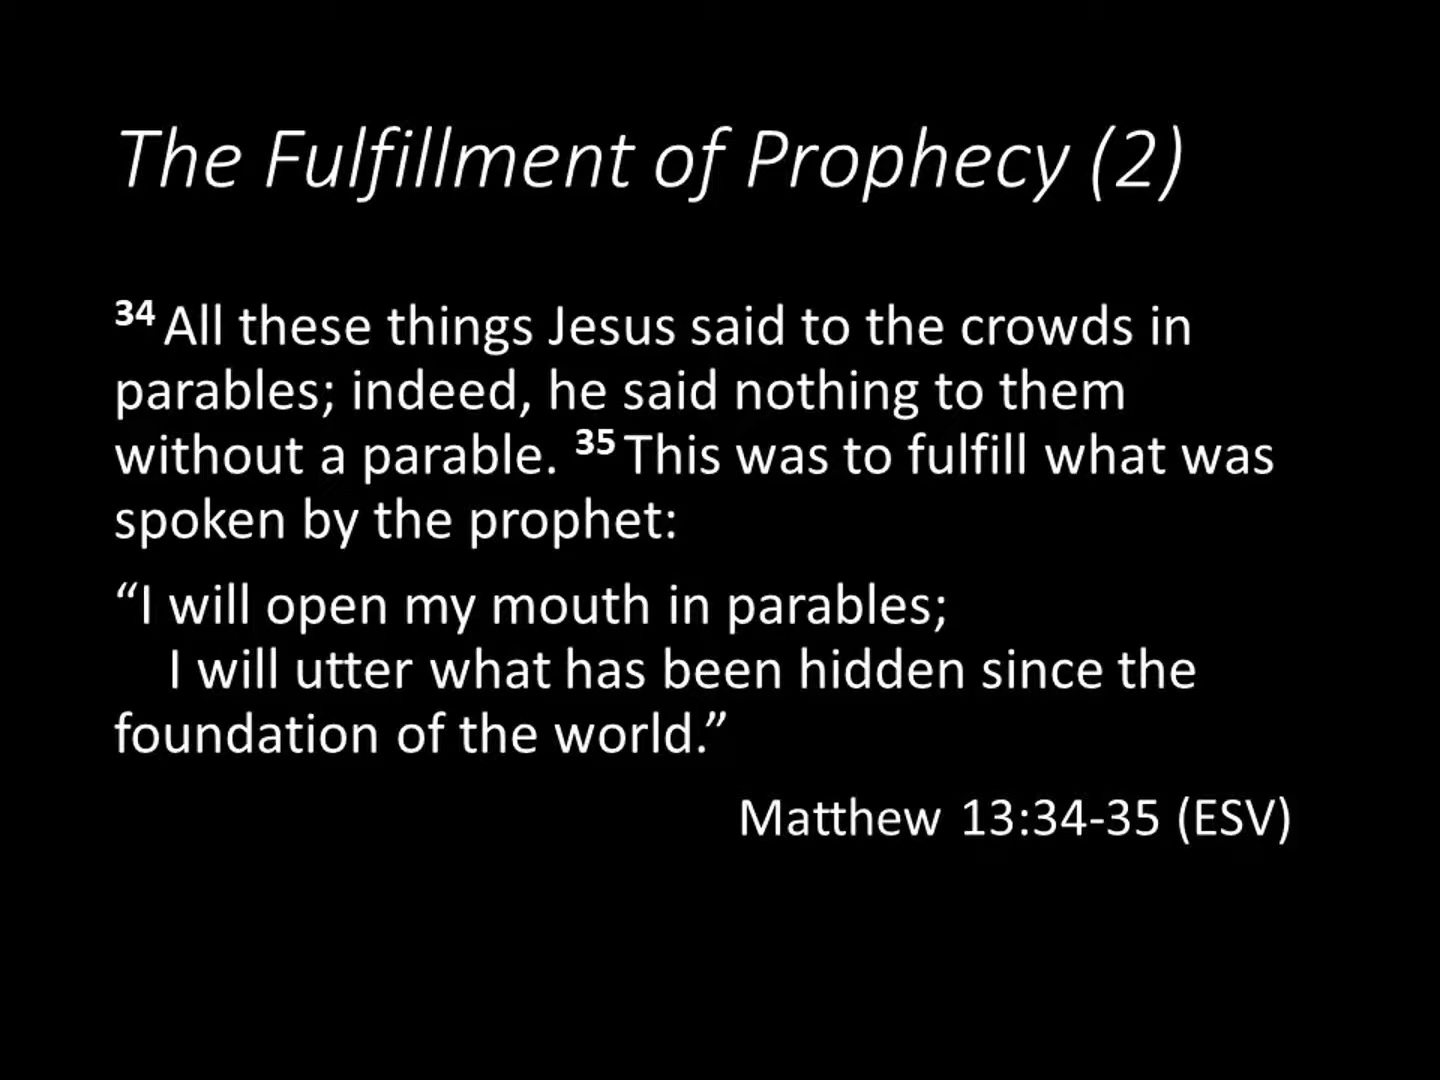 The Fulfillment of Prophecy (2)
34 All these things Jesus said to the crowds in
parables; indeed, he said nothing to them
without a parable. 35 This was to fulfill what was
spoken by the prophet:
“I will open my mouth in parables;
I will utter what has been hidden since the
foundation of the world.”
Matthew 13:34-35 (ESV)